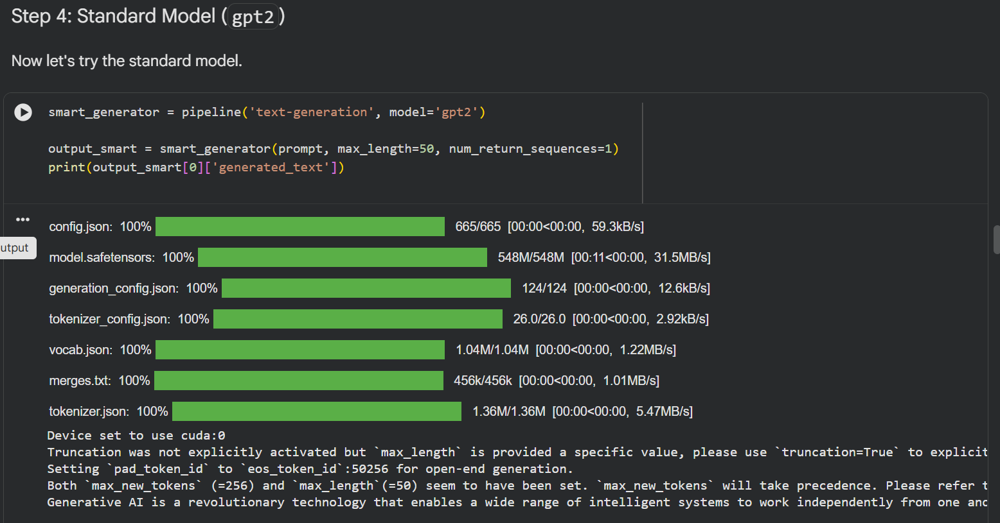 Step 4: Standard Model (gpt2)
Now let's try the standard model.
smart_generator = pipeline('text-generation', model='gpt2')
output_smart = smart_generator(prompt, max_length=50, num_return_sequences=1)
print(output_smart[0]['generated_text'])
config.json: 100% 665/665 [00:00<00:00, 59.3kB/s]
utput
model.safetensors: 100% 548M/548M [00:11<00:00, 31.5MB/s]
generation_config.json: 100% 124/124 [00:00<00:00, 12.6kB/s]
tokenizer_config.json: 100% 26.0/26.0 [00:00<00:00, 2.92kB/s]
vocab.json: 100% 1.04M/1.04M [00:00<00:00, 1.22MB/s]
merges.txt: 100% 456k/456k [00:00<00:00, 1.01MB/s]
tokenizer.json: 100% 1.36M/1.36M [00:00<00:00, 5.47MB/s]
Device set to use cuda:0
Truncation was not explicitly activated but `max_length` is provided a specific value, please use `truncation=True` to explicit
Setting `pad_token_id` to `eos_token_id`:50256 for open-end generation.
Both `max_new_tokens` (=256) and `max_length`(=50) seem to have been set. `max_new_tokens` will take precedence. Please refer t
Generative AI is a revolutionary technology that enables a wide range of intelligent systems to work independently from one and